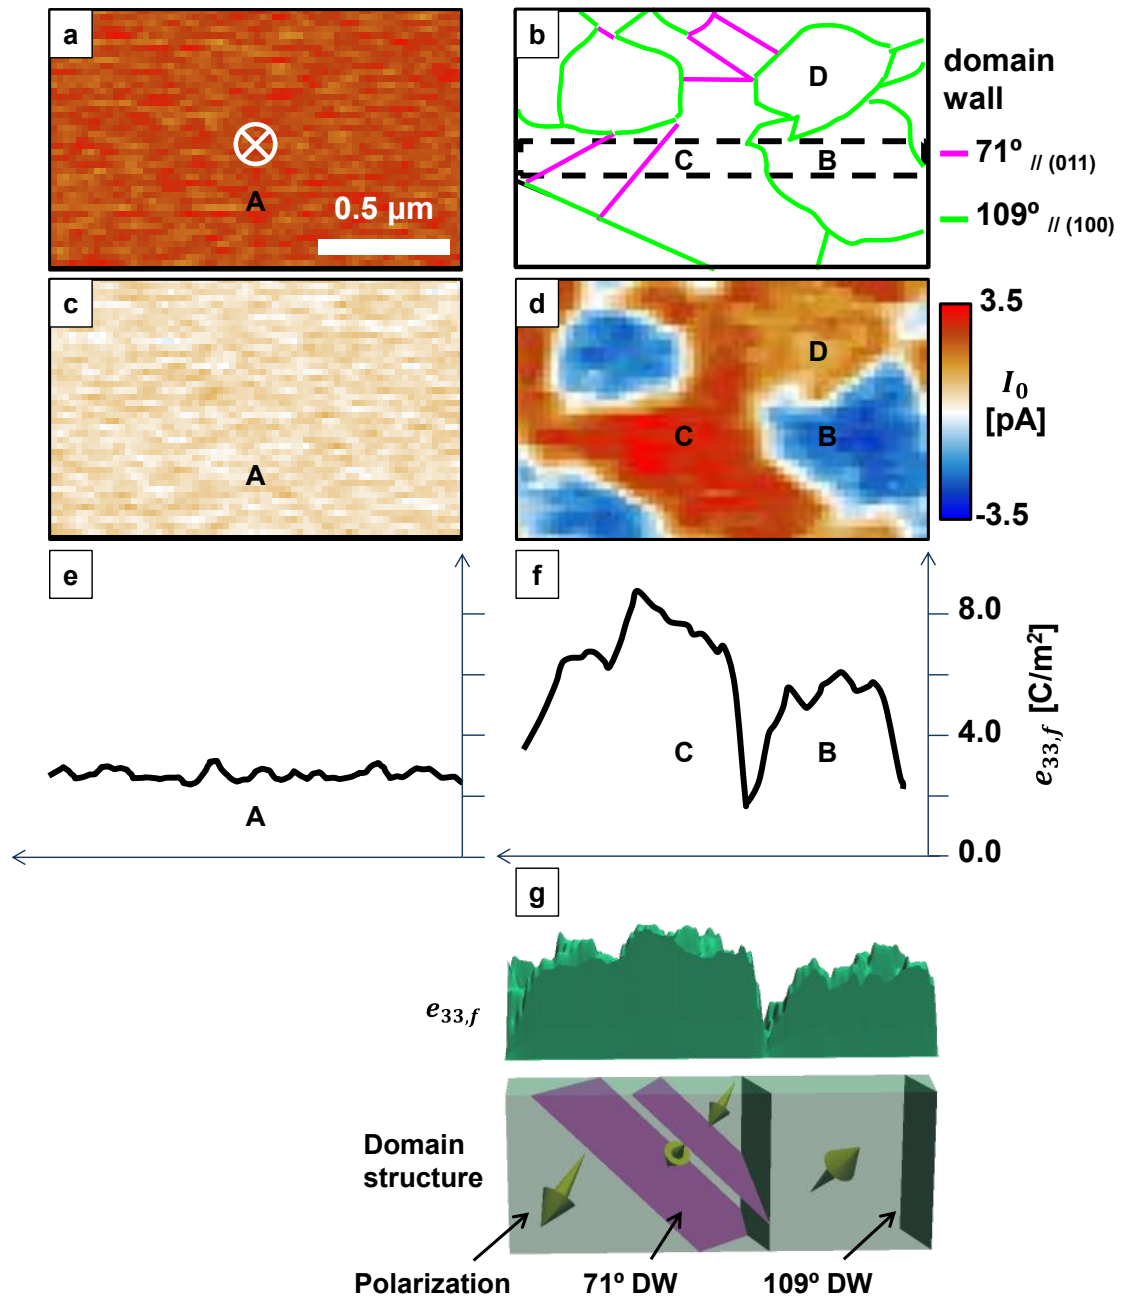 a
A
0.5 µm
b
D
C
B
domain
wall
71º // (011)
109º // (100)
c
A
d
D
C
B
3.5
I₀
[pA]
-3.5
e
A
f
C
B
8.0
4.0
0.0
e₃₃,f [C/m²]
g
e₃₃,f
Domain
structure
Polarization
71º DW
109º DW